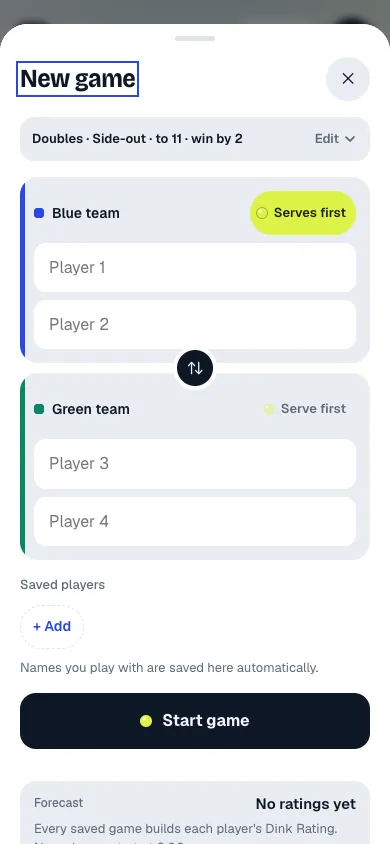 New game
Doubles · Side-out · to 11 · win by 2 Edit
Blue team Serves first
Player 1
Player 2
Green team Serve first
Player 3
Player 4
Saved players
+ Add
Names you play with are saved here automatically.
Start game
Forecast No ratings yet
Every saved game builds each player's Dink Rating.